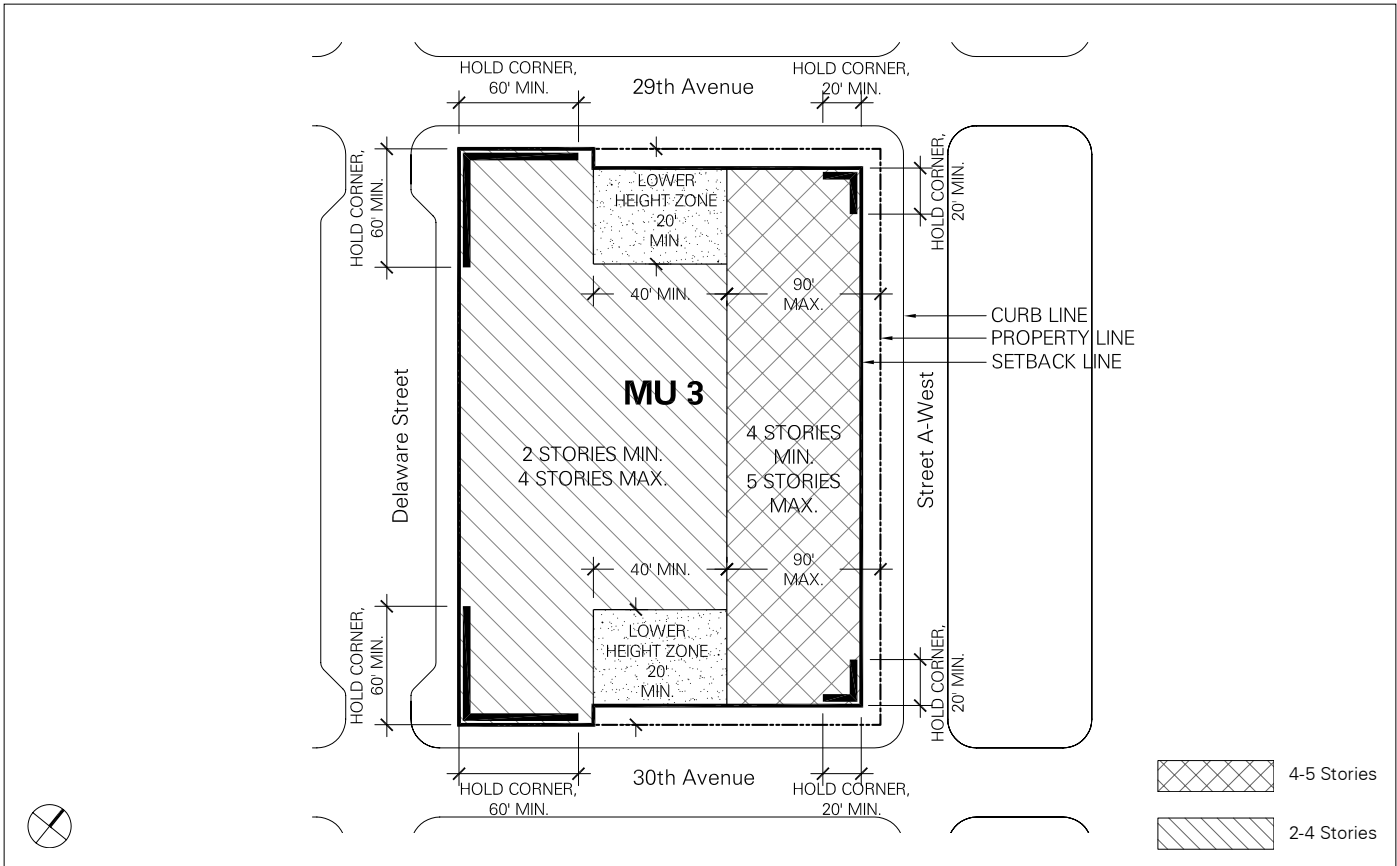 HOLD CORNER,
60' MIN.
29th Avenue
HOLD CORNER,
20' MIN.
HOLD CORNER,
60' MIN.
LOWER
HEIGHT ZONE
20'
MIN.
HOLD CORNER,
20' MIN.
40' MIN.
90'
MAX.
CURB LINE
PROPERTY LINE
SETBACK LINE
MU 3
Delaware Street
2 STORIES MIN.
4 STORIES MAX.
4 STORIES
MIN.
5 STORIES
MAX.
Street A-West
40' MIN.
90'
MAX.
HOLD CORNER,
60' MIN.
LOWER
HEIGHT ZONE
20'
MIN.
HOLD CORNER,
20' MIN.
HOLD CORNER,
60' MIN.
30th Avenue
HOLD CORNER,
20' MIN.
4-5 Stories
2-4 Stories